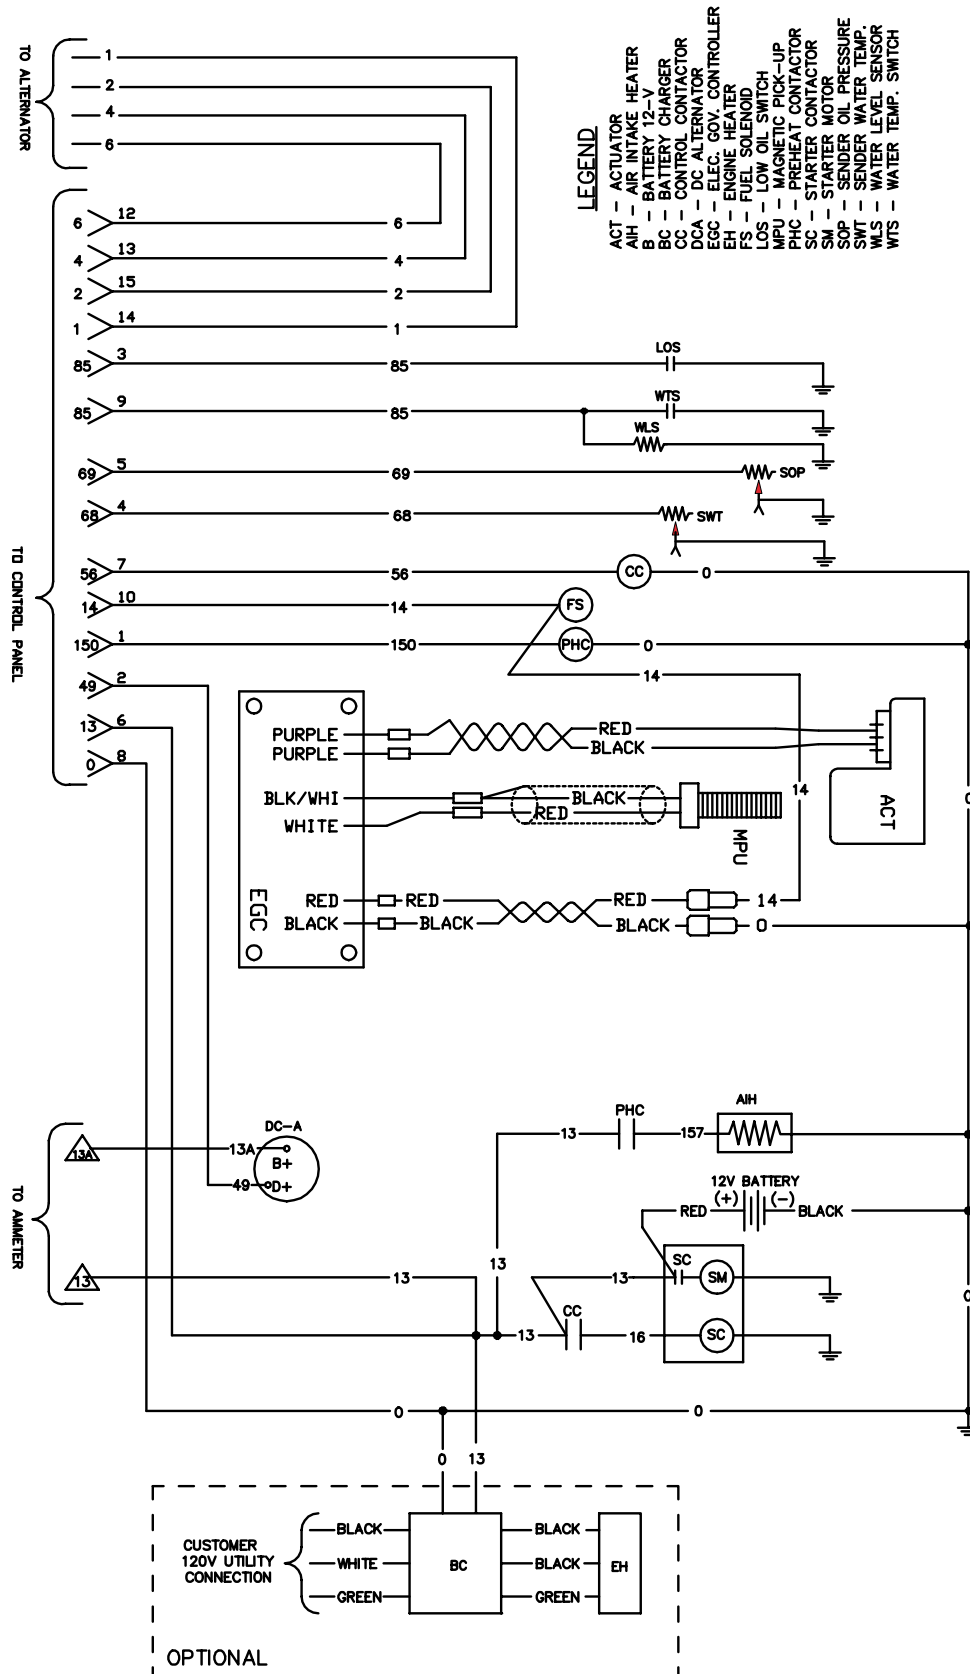 TO ALTERNATOR
1
2
4
6
TO CONTROL PANEL
6 12 6
4 13 4
2 15 2
1 14 1
85 3 85 LOS
85 9 85 WTS
WLS
69 5 69 SOP
68 4 68 SWT
56 7 56 CC 0
14 10 14 FS
150 1 150 PHC 0
49 2
14
13 6
0 8
LEGEND
ACT - ACTUATOR
AIH - AIR INTAKE HEATER
B - BATTERY 12-V
BC - BATTERY CHARGER
CC - CONTROL CONTACTOR
DCA - DC ALTERNATOR
EGC - ELEC. GOV. CONTROLLER
EH - ENGINE HEATER
FS - FUEL SOLENOID
LOS - LOW OIL SWITCH
MPU - MAGNETIC PICK-UP
PHC - PREHEAT CONTACTOR
SC - STARTER CONTACTOR
SM - STARTER MOTOR
SOP - SENDER OIL PRESSURE
SWT - SENDER WATER TEMP.
WLS - WATER LEVEL SENSOR
WTS - WATER TEMP. SWITCH
PURPLE RED
PURPLE BLACK
ACT
BLK/WHI BLACK
WHITE RED
MPU
14
0
EGC
RED RED RED 14
BLACK BLACK BLACK 0
TO AMMETER
13A 13A
DC-A
B+
49 D+
13 13
13 PHC 157 AIH
12V BATTERY
RED (+) (-) BLACK
13
13 SC SM
13 CC 16 SC
0
0 0
0 13
CUSTOMER
120V UTILITY
CONNECTION
BLACK BLACK
WHITE BC BLACK EH
GREEN GREEN
OPTIONAL